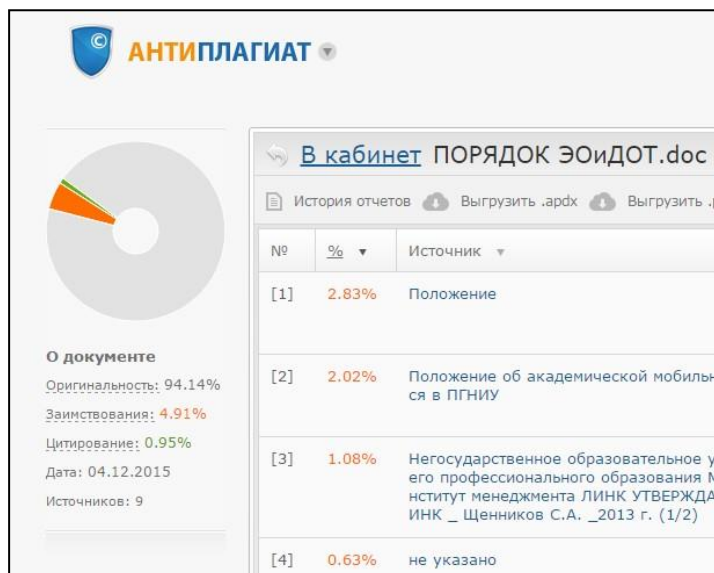 ©
АНТИПЛАГИАТ
В кабинет ПОРЯДОК ЭОиДОТ.doc
История отчетов Выгрузить .apdx Выгрузить
№ % Источник
[1] 2.83% Положение
[2] 2.02% Положение об академической
ся в ПГНИУ
[3] 1.08% Негосударственное образовательное
его профессионального образования
нститут менеджмента ЛИНК
ИНК _ Щенников С.А. _2013 г. (1/2)
[4] 0.63% не указано
О документе
Оригинальность: 94.14%
Заимствования: 4.91%
Цитирование: 0.95%
Дата: 04.12.2015
Источников: 9